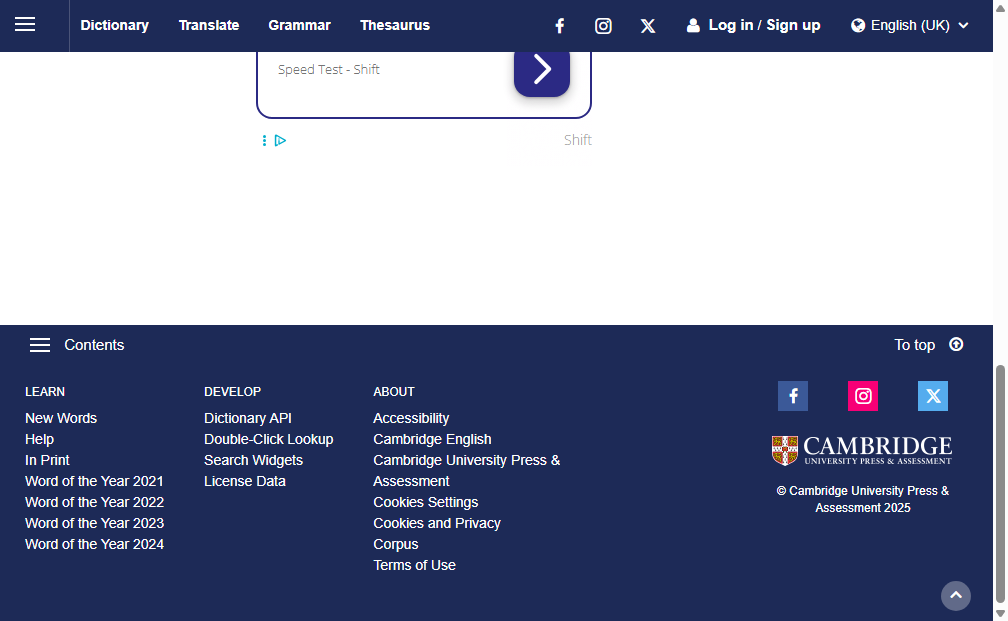 Dictionary Translate Grammar Thesaurus Log in / Sign up English (UK)
Speed Test - Shift
Shift
Contents To top
LEARN
New Words
Help
In Print
Word of the Year 2021
Word of the Year 2022
Word of the Year 2023
Word of the Year 2024
DEVELOP
Dictionary API
Double-Click Lookup
Search Widgets
License Data
ABOUT
Accessibility
Cambridge English
Cambridge University Press &
Assessment
Cookies Settings
Cookies and Privacy
Corpus
Terms of Use
CAMBRIDGE
UNIVERSITY PRESS & ASSESSMENT
© Cambridge University Press &
Assessment 2025